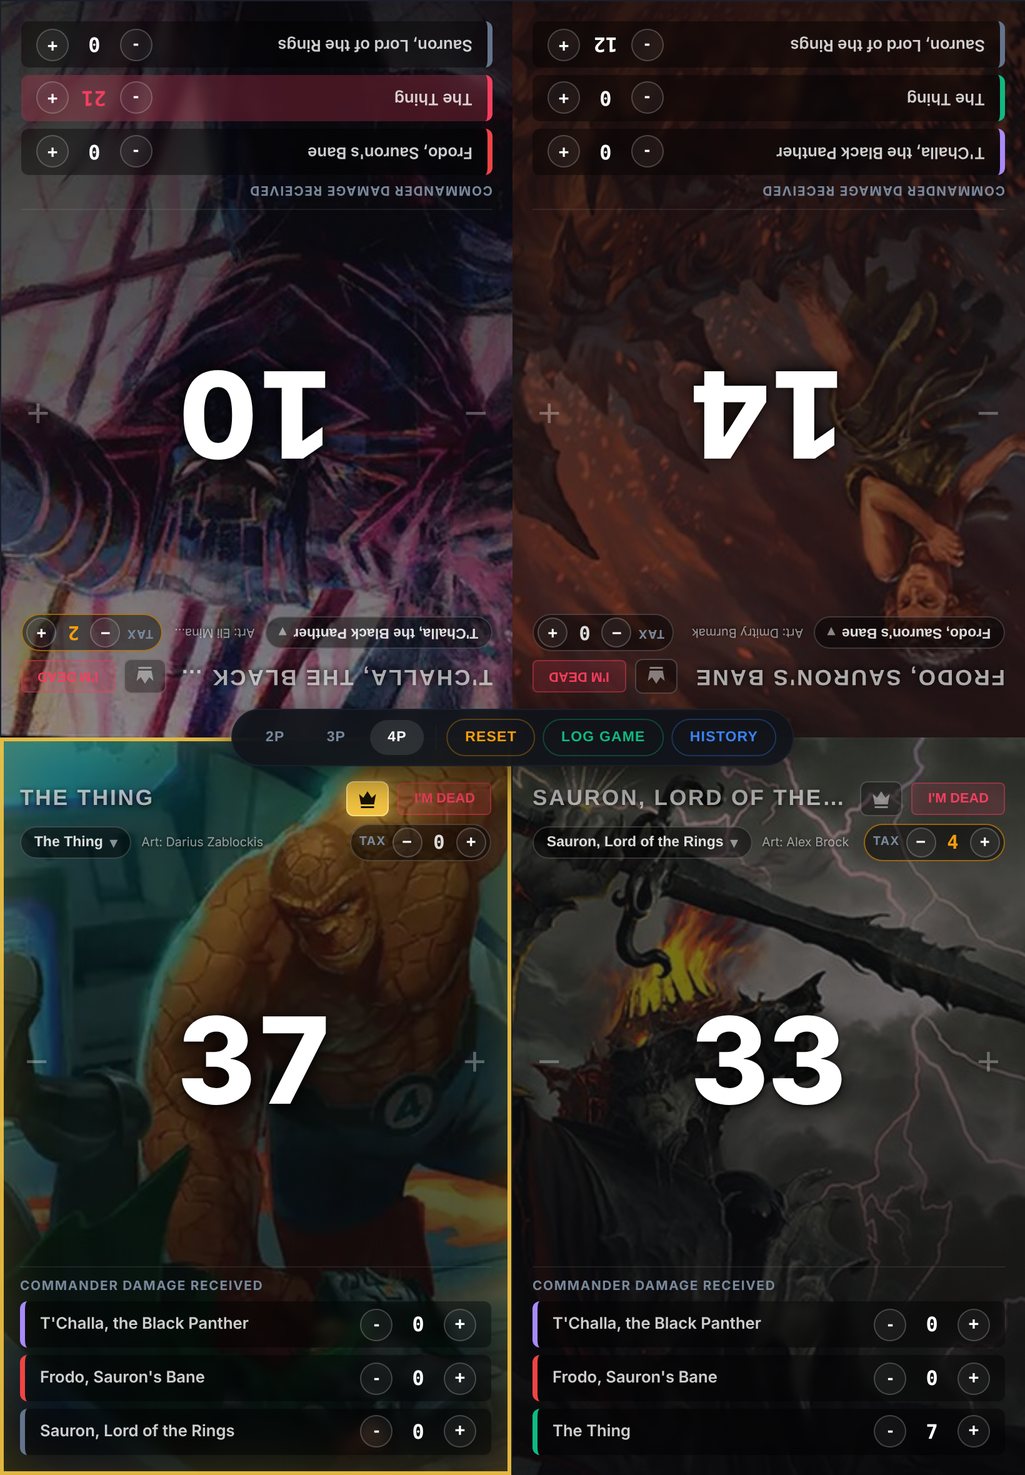 Sauron, Lord of the Rings - 0 +
The Thing - 21 +
Frodo, Sauron's Bane - 0 +
COMMANDER DAMAGE RECEIVED
− 10 +
T'Challa, the Black Panther ▼ Art: Eli Mina... TAX − 2 +
T'CHALLA, THE BLACK ... I'M DEAD
Sauron, Lord of the Rings - 12 +
The Thing - 0 +
T'Challa, the Black Panther - 0 +
COMMANDER DAMAGE RECEIVED
− 14 +
Frodo, Sauron's Bane ▼ Art: Dmitry Burmak TAX − 0 +
FRODO, SAURON'S BANE I'M DEAD
2P 3P 4P RESET LOG GAME HISTORY
THE THING I'M DEAD
The Thing ▼ Art: Darius Zablockis TAX − 0 +
− 37 +
4
COMMANDER DAMAGE RECEIVED
T'Challa, the Black Panther - 0 +
Frodo, Sauron's Bane - 0 +
Sauron, Lord of the Rings - 0 +
SAURON, LORD OF THE... I'M DEAD
Sauron, Lord of the Rings ▼ Art: Alex Brock TAX − 4 +
− 33 +
COMMANDER DAMAGE RECEIVED
T'Challa, the Black Panther - 0 +
Frodo, Sauron's Bane - 0 +
The Thing - 7 +